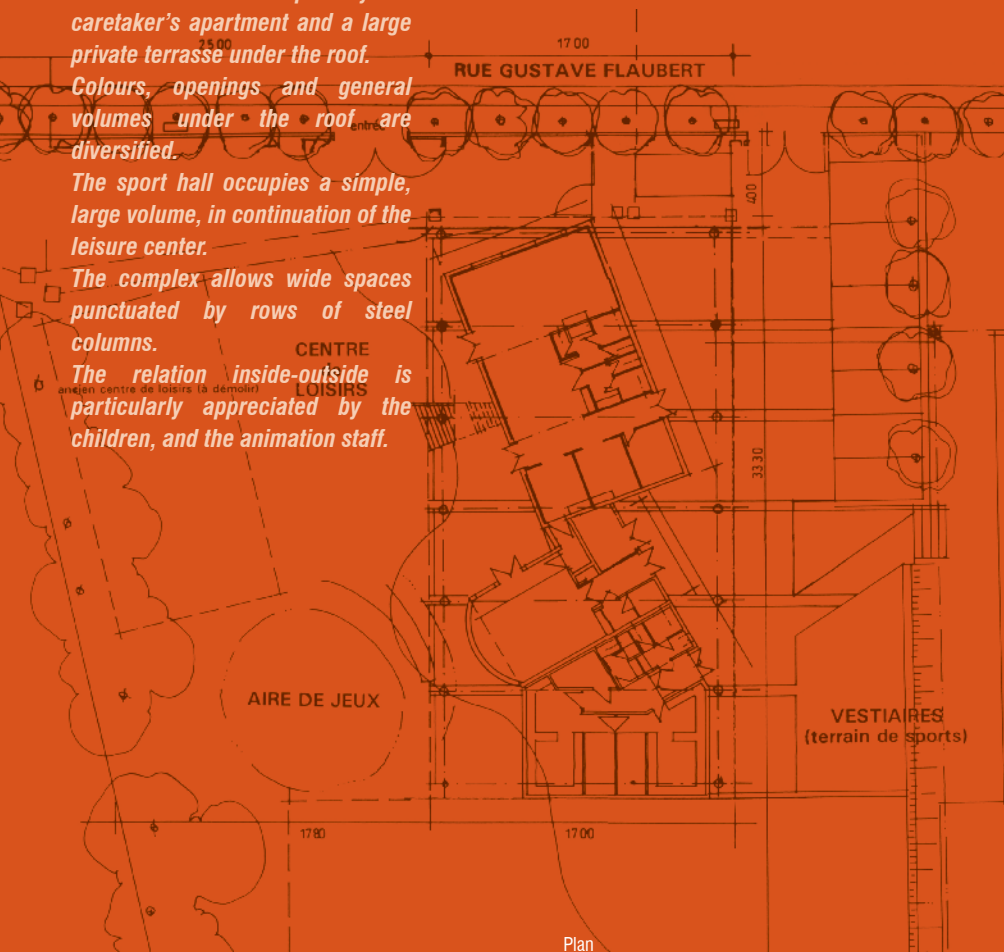 caretaker's apartment and a large
private terrasse under the roof.
Colours, openings and general
volumes under the roof are
diversified.
The sport hall occupies a simple,
large volume, in continuation of the
leisure center.
The complex allows wide spaces
punctuated by rows of steel
columns.
The relation inside-outside is
particularly appreciated by the
children, and the animation staff.
2500
1700
RUE GUSTAVE FLAUBERT
entrée
400
CENTRE
LOISIRS
ancien centre de loisirs (à démolir)
3330
AIRE DE JEUX
VESTIAIRES
(terrain de sports)
1780
1700
Plan